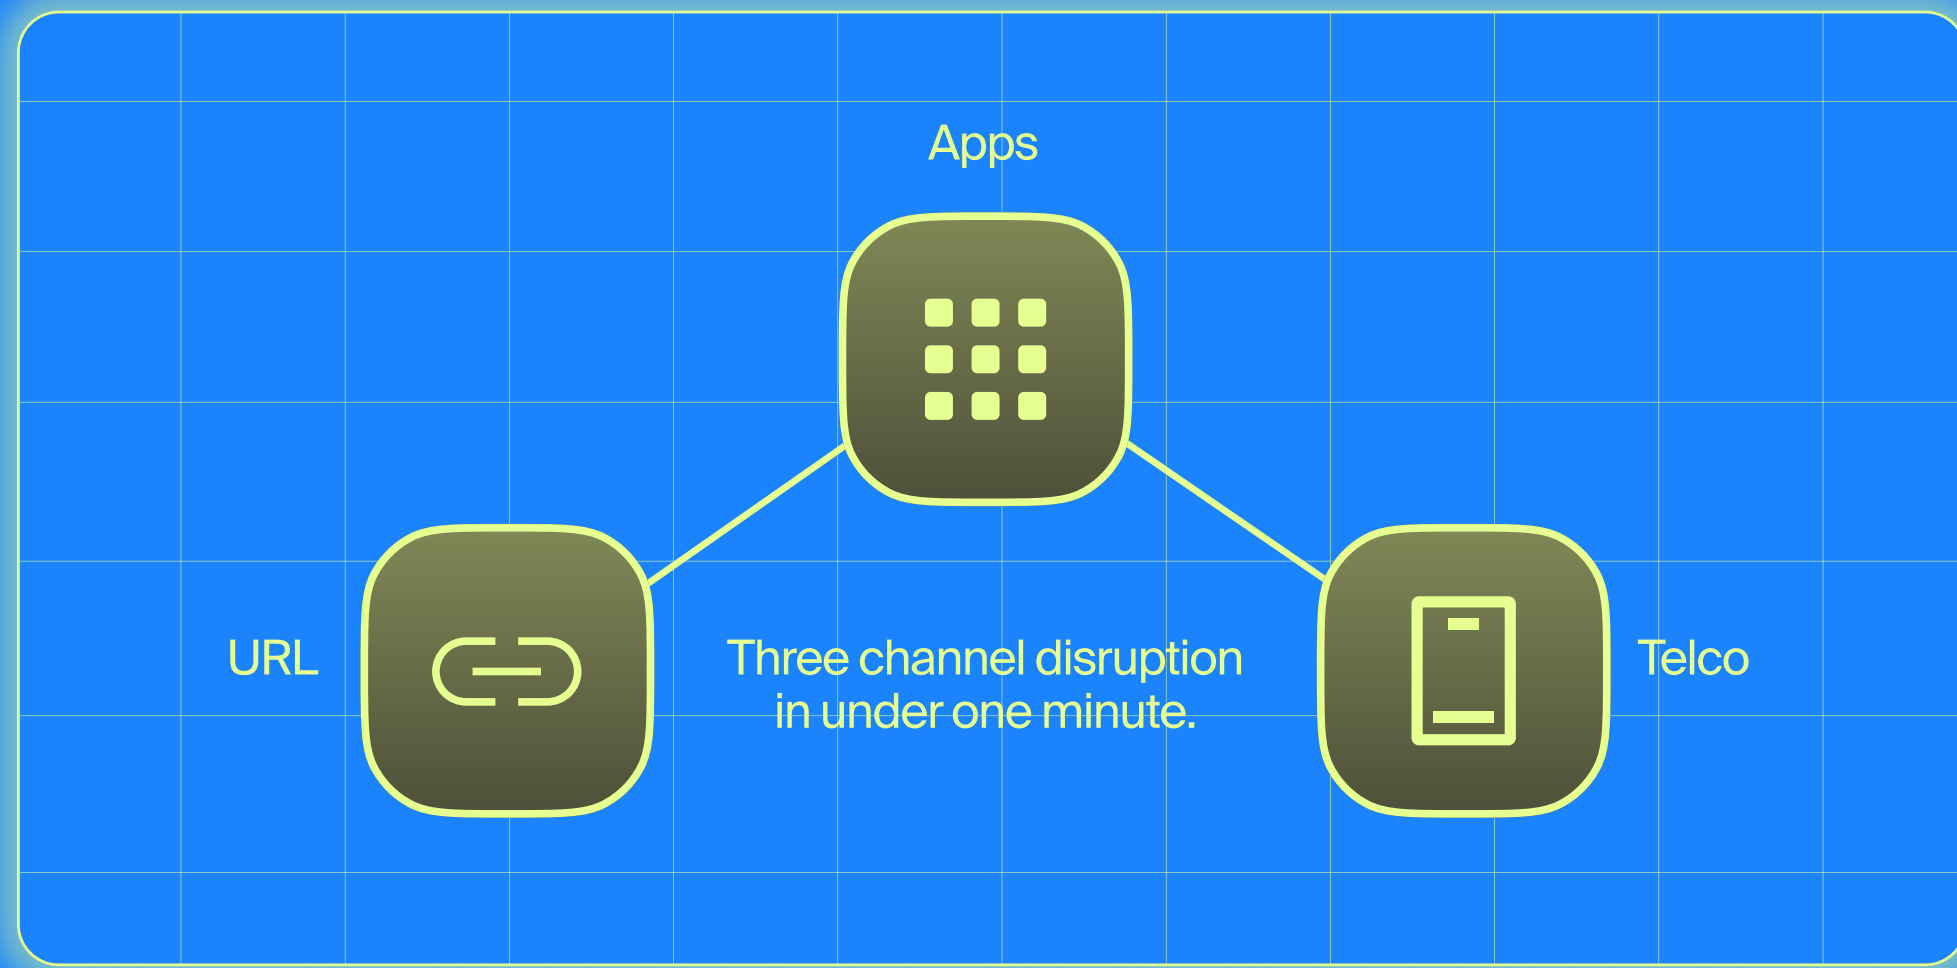 Apps
URL
Three channel disruption
in under one minute.
Telco